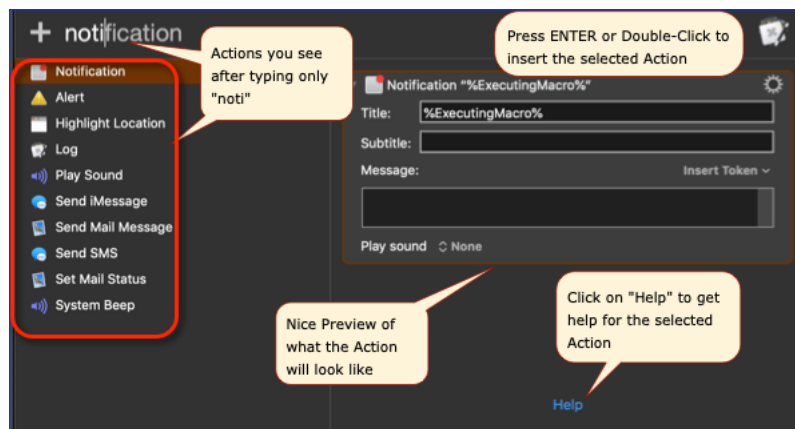 + notification
Notification
Alert
Highlight Location
Log
Play Sound
Send iMessage
Send Mail Message
Send SMS
Set Mail Status
System Beep
Actions you see
after typing only
"noti"
Press ENTER or Double-Click to
insert the selected Action
Notification “%ExecutingMacro%”
Title: %ExecutingMacro%
Subtitle:
Message: Insert Token
Play sound None
Nice Preview of
what the Action
will look like
Click on "Help" to get
help for the selected
Action
Help